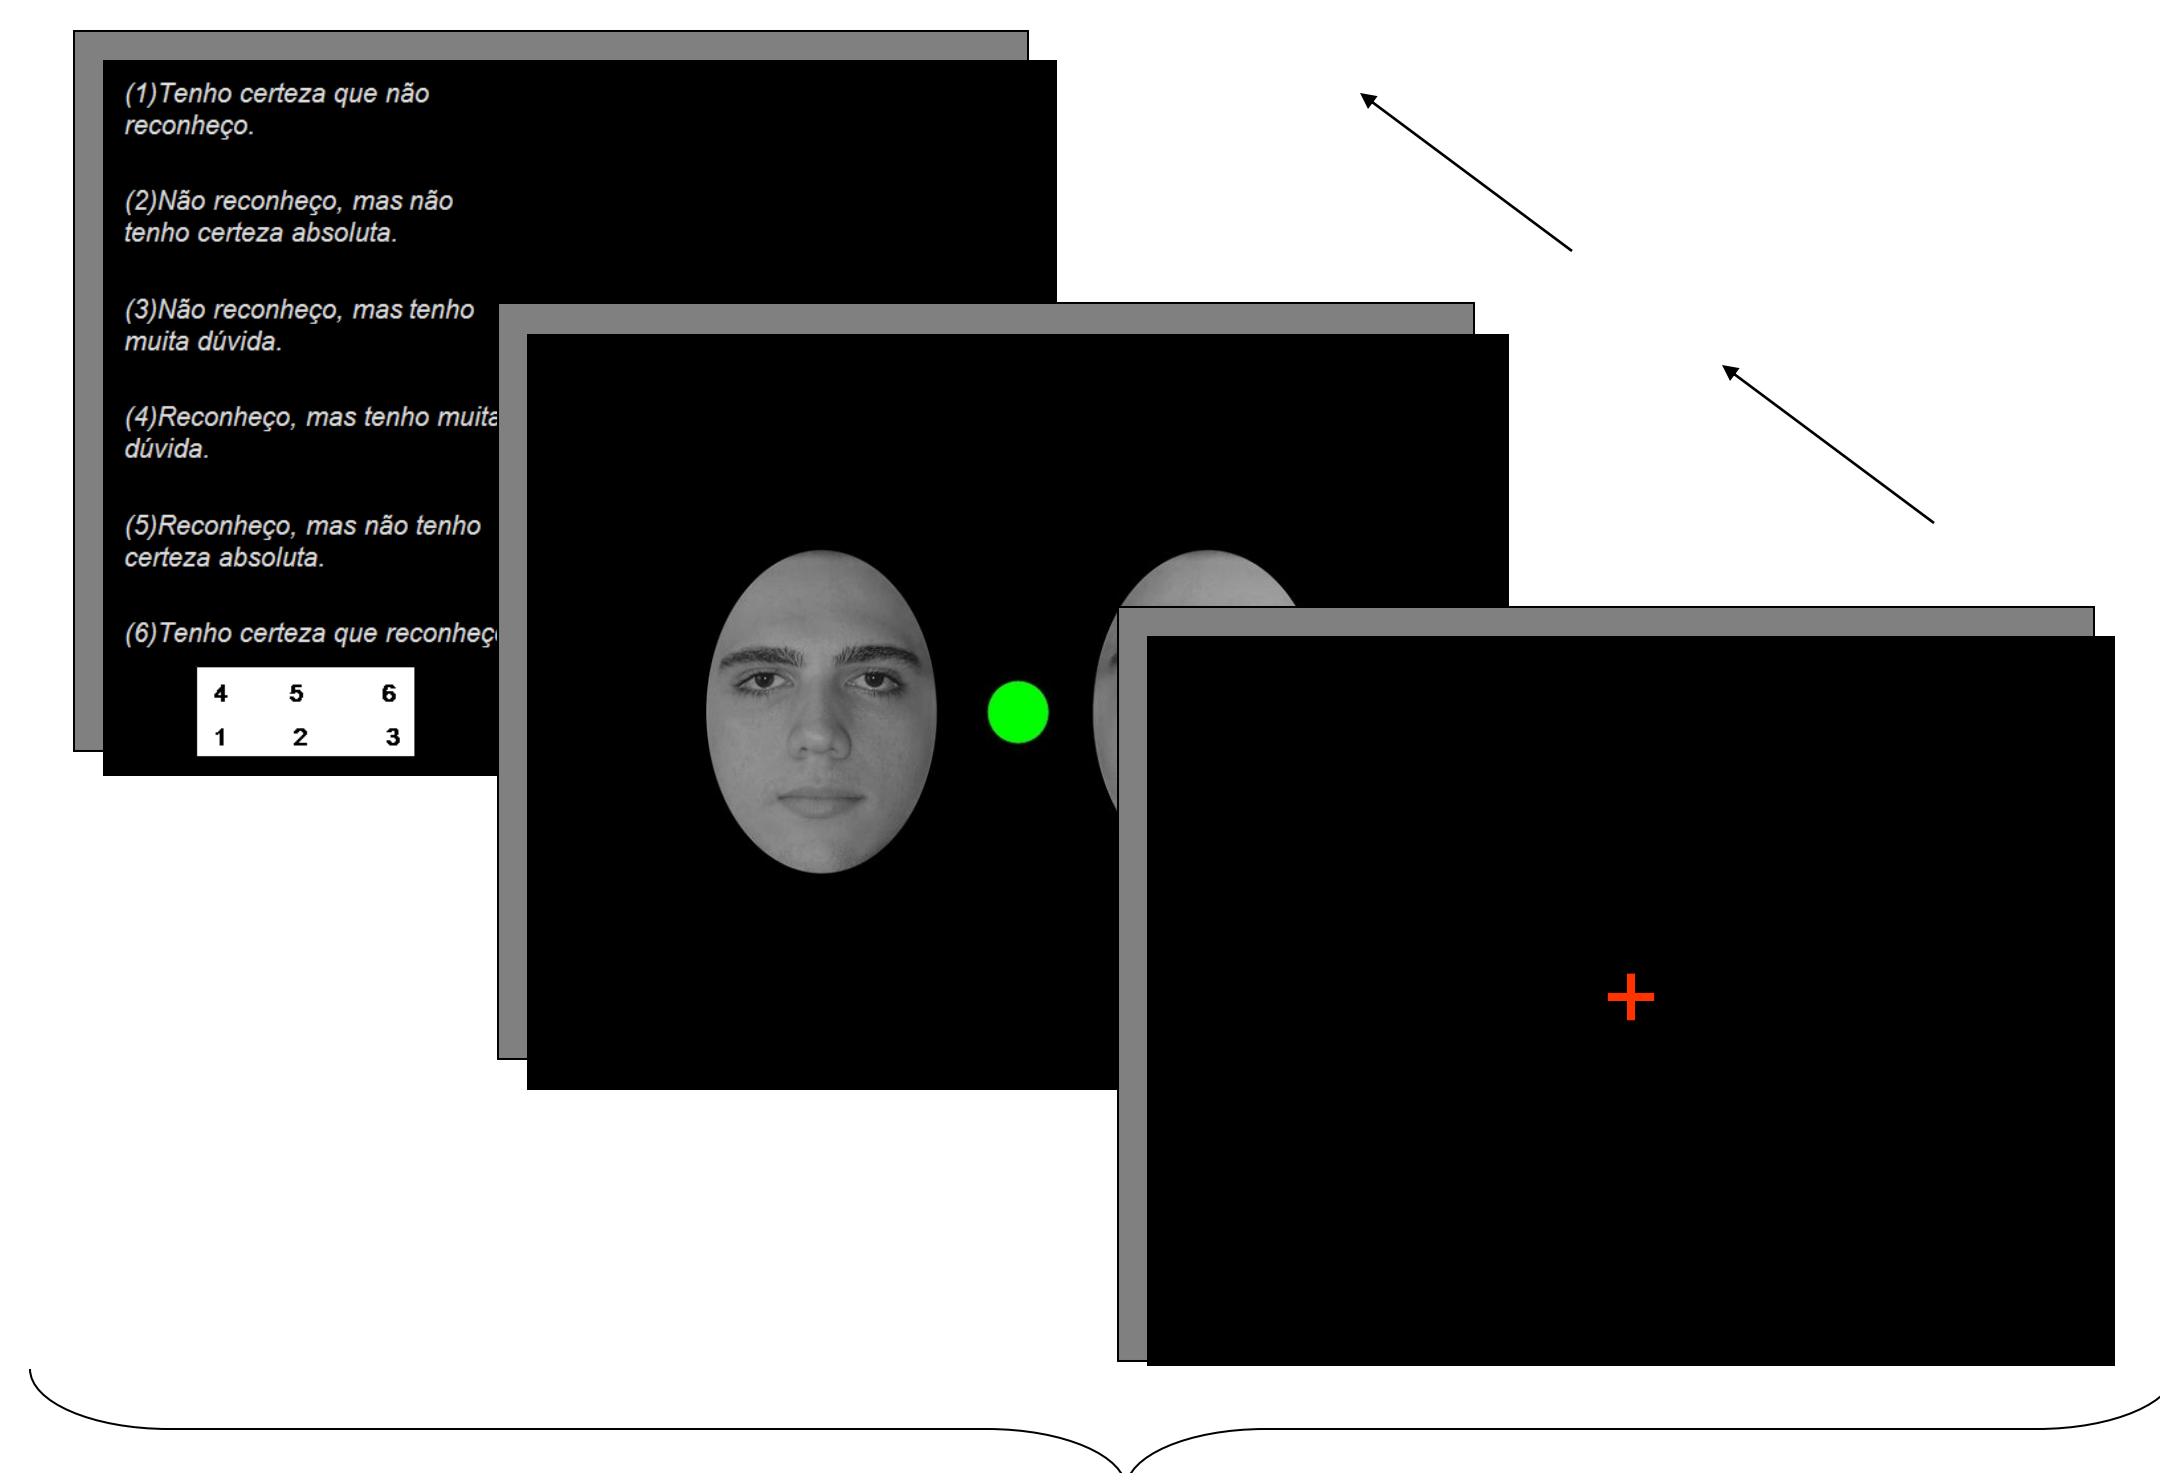 (1)Tenho certeza que não
reconheço.
(2)Não reconheço, mas não
tenho certeza absoluta.
(3)Não reconheço, mas tenho
muita dúvida.
(4)Reconheço, mas tenho muita
dúvida.
(5)Reconheço, mas não tenho
certeza absoluta.
(6)Tenho certeza que reconheço
4 5 6
1 2 3